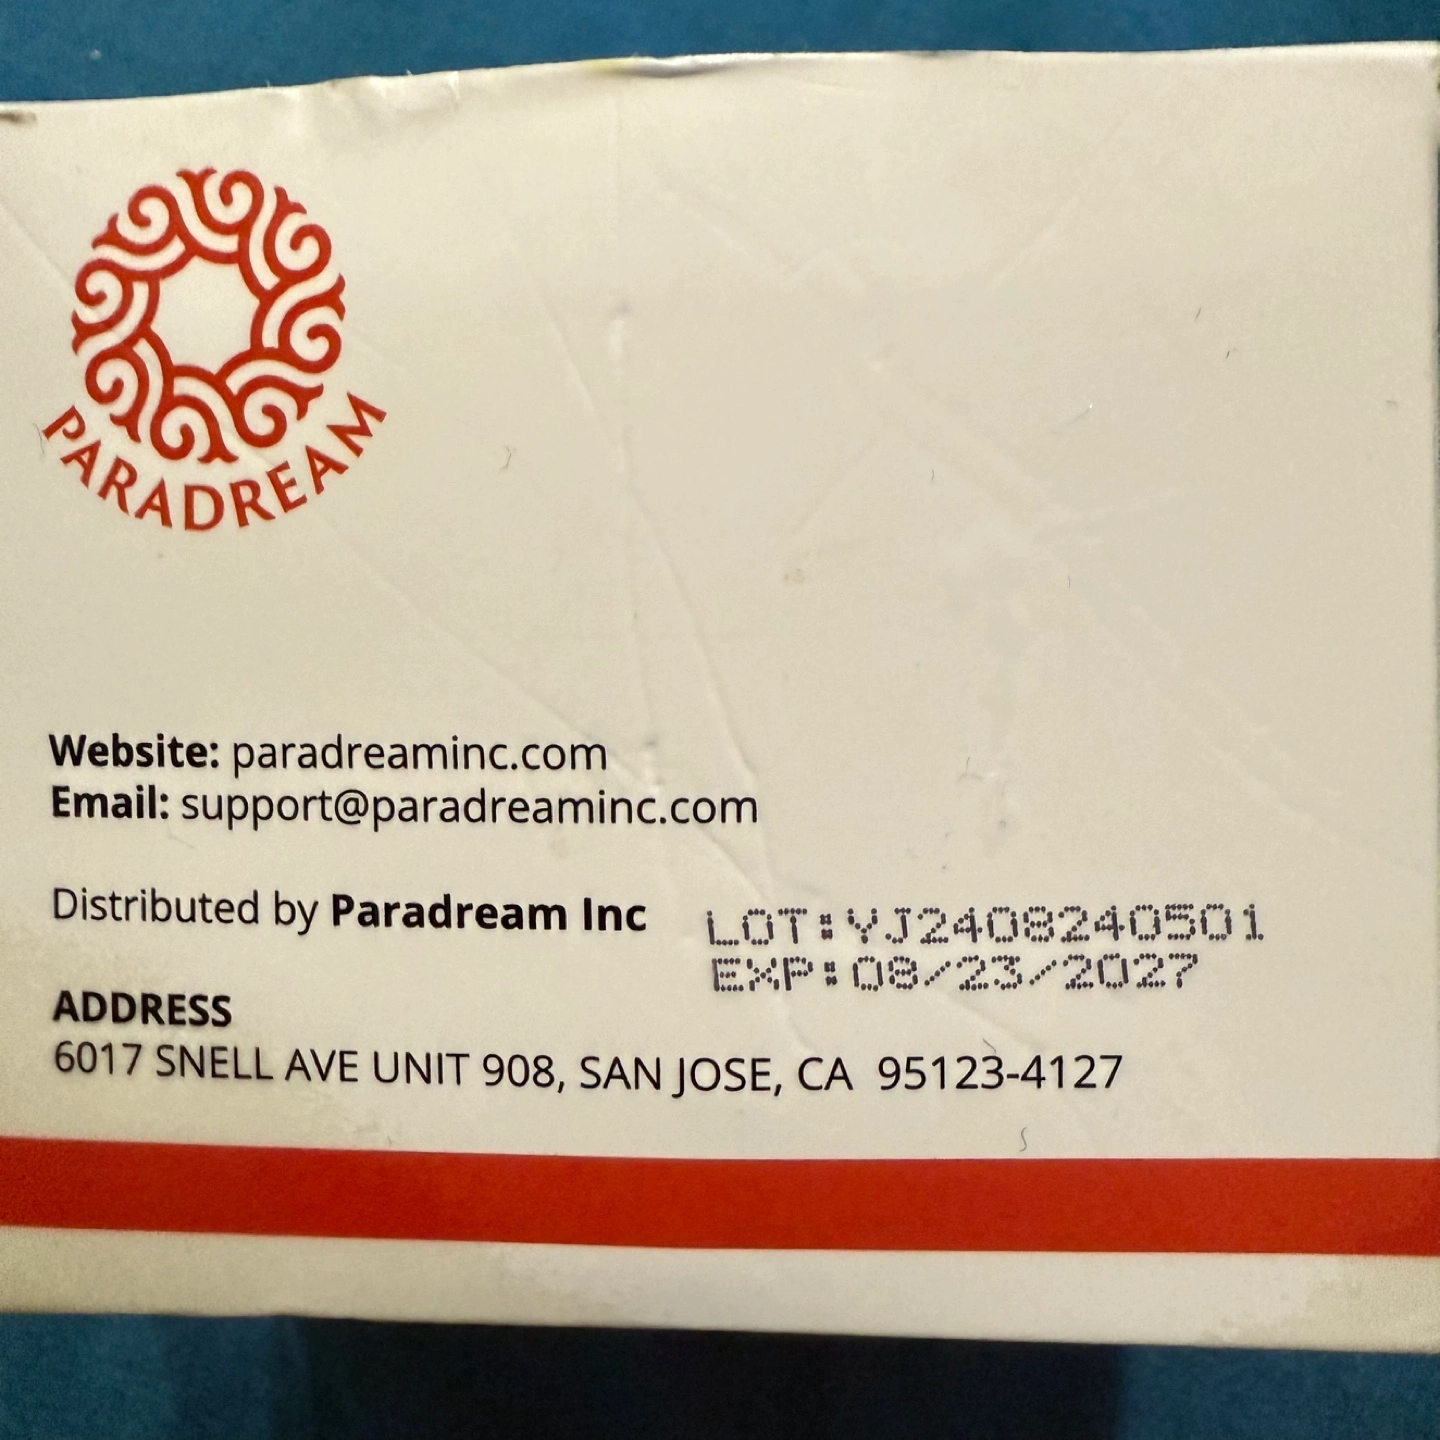 PARADREAM
Website: paradreaminc.com
Email: support@paradreaminc.com
Distributed by Paradream Inc
LOT:YJ2408240501
EXP:08/23/2027
ADDRESS
6017 SNELL AVE UNIT 908, SAN JOSE, CA 95123-4127